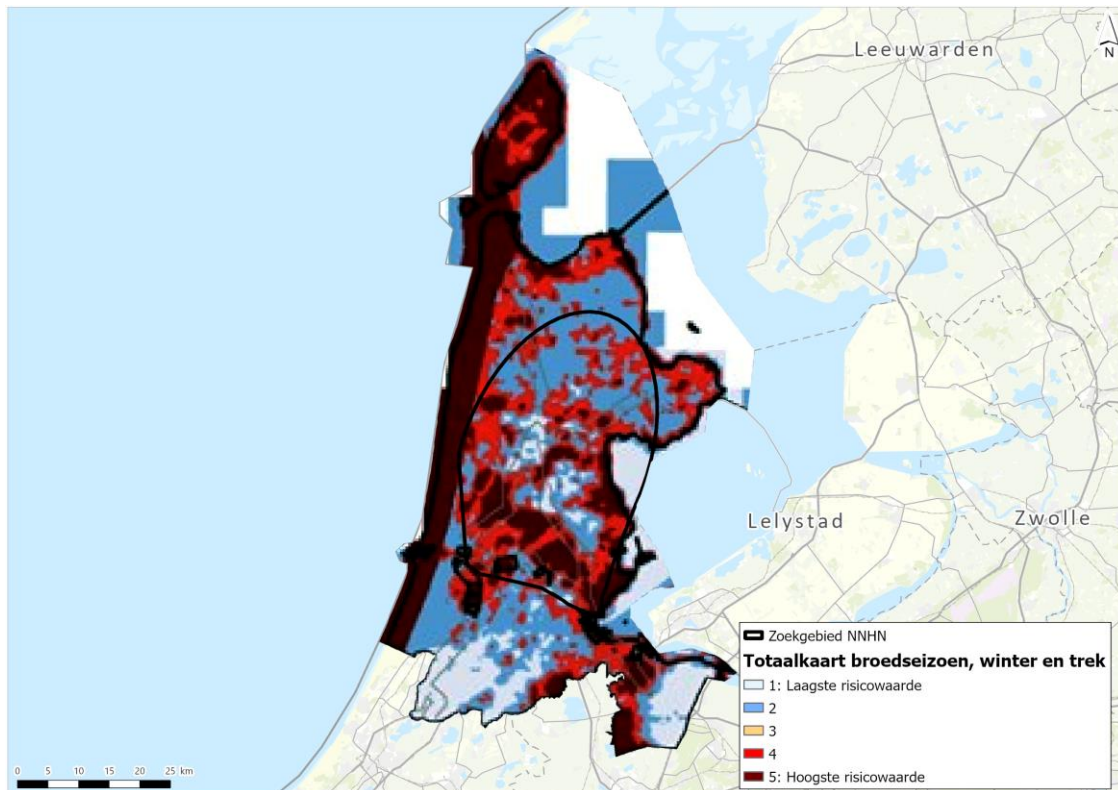 N
Leeuwarden
Lelystad
Zwolle
Zoekgebied NNHN
Totaalkaart broedseizoen, winter en trek
1: Laagste risicowaarde
2
3
4
5: Hoogste risicowaarde
0 5 10 15 20 25 km